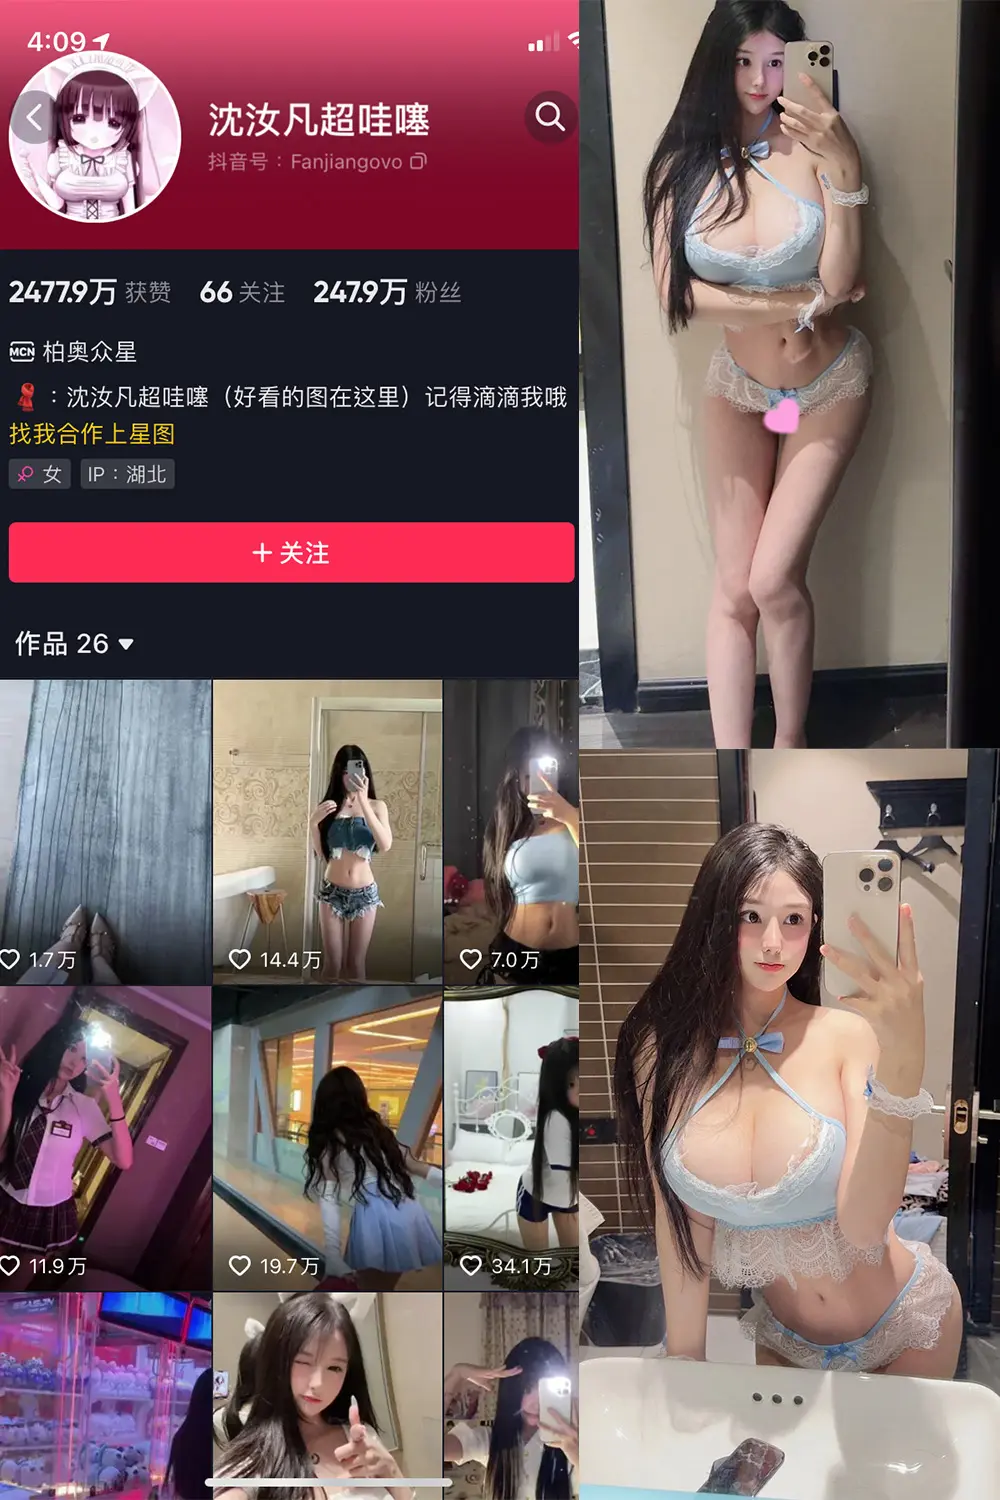 4:09
沈汝凡超哇噻
抖音号：Fanjiangovo
2477.9万 获赞 66 关注 247.9万 粉丝
MCN 柏奥众星
：沈汝凡超哇噻（好看的图在这里）记得滴滴我哦
找我合作上星图
女 IP：湖北
+ 关注
作品 26
1.7万 14.4万 7.0万
11.9万 19.7万 34.1万